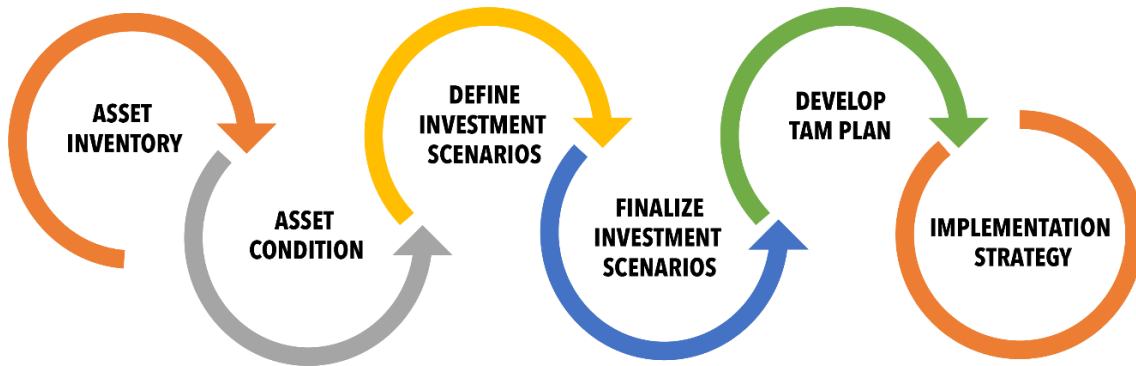 ASSET
INVENTORY
ASSET
CONDITION
DEFINE
INVESTMENT
SCENARIOS
FINALIZE
INVESTMENT
SCENARIOS
DEVELOP
TAM PLAN
IMPLEMENTATION
STRATEGY